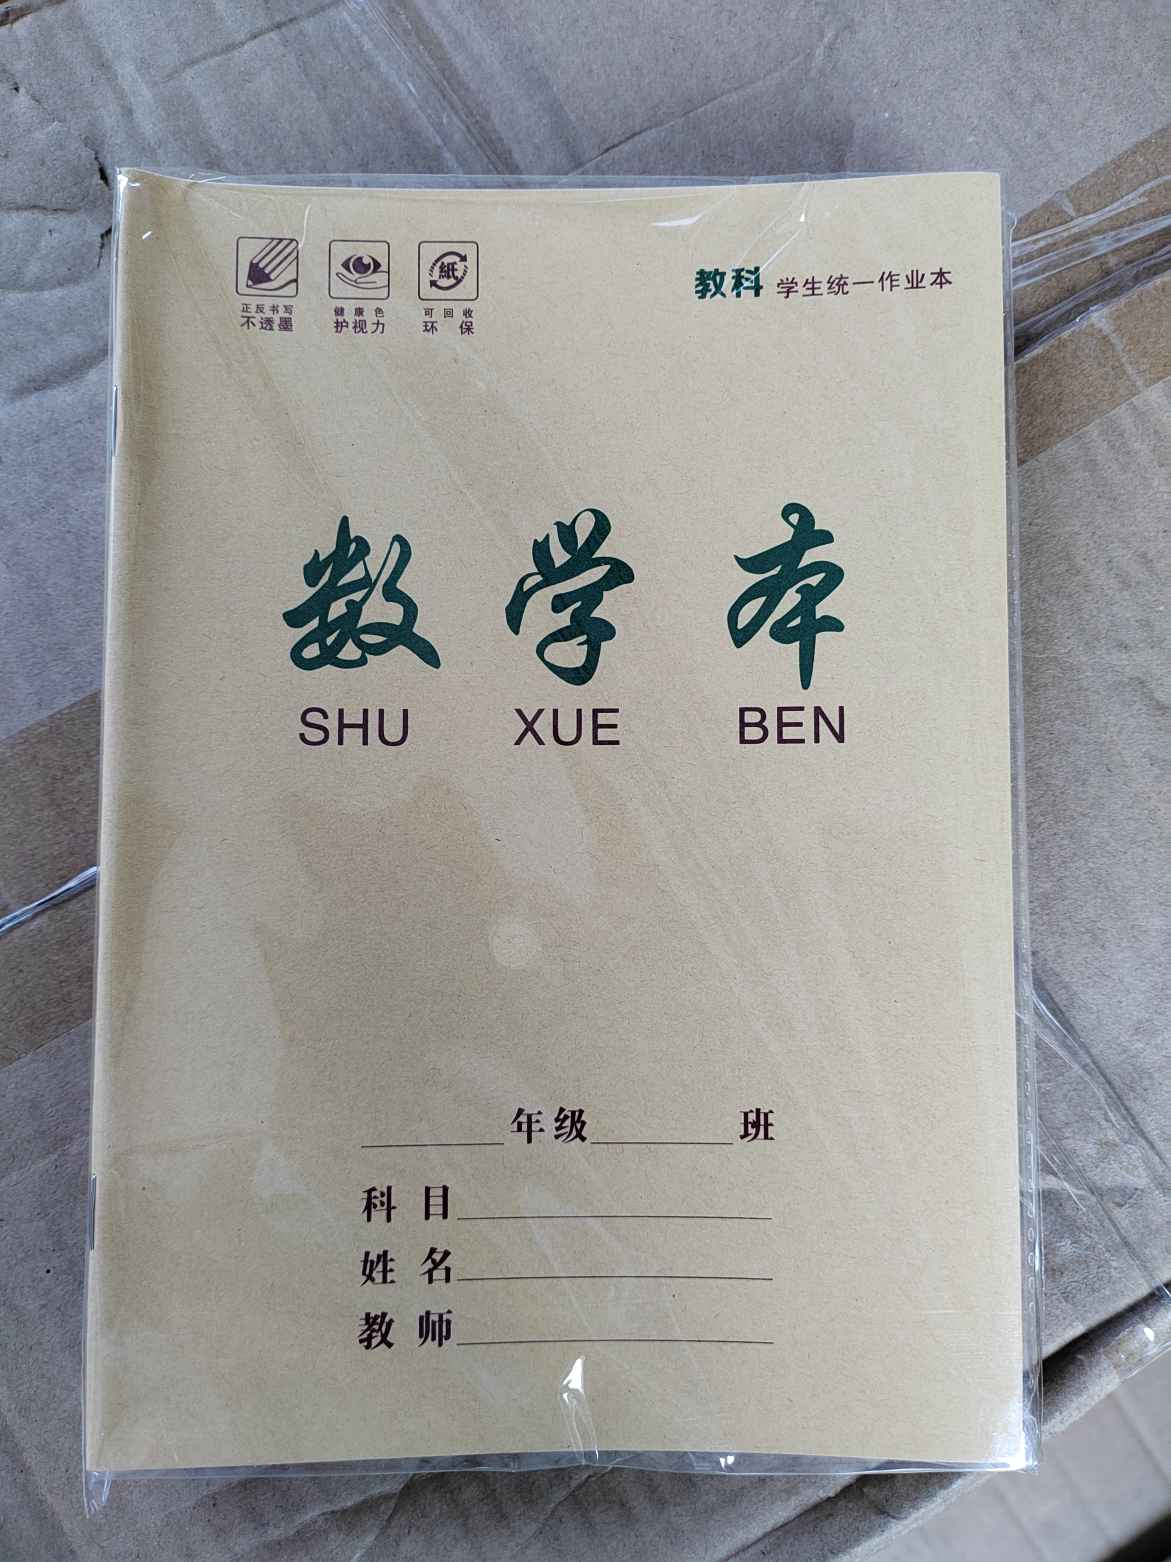 紙
正反书写
不透墨
健康色
护视力
可回收
环保
教科 学生统一作业本
数学本
SHU XUE BEN
年级 班
科目
姓名
教师